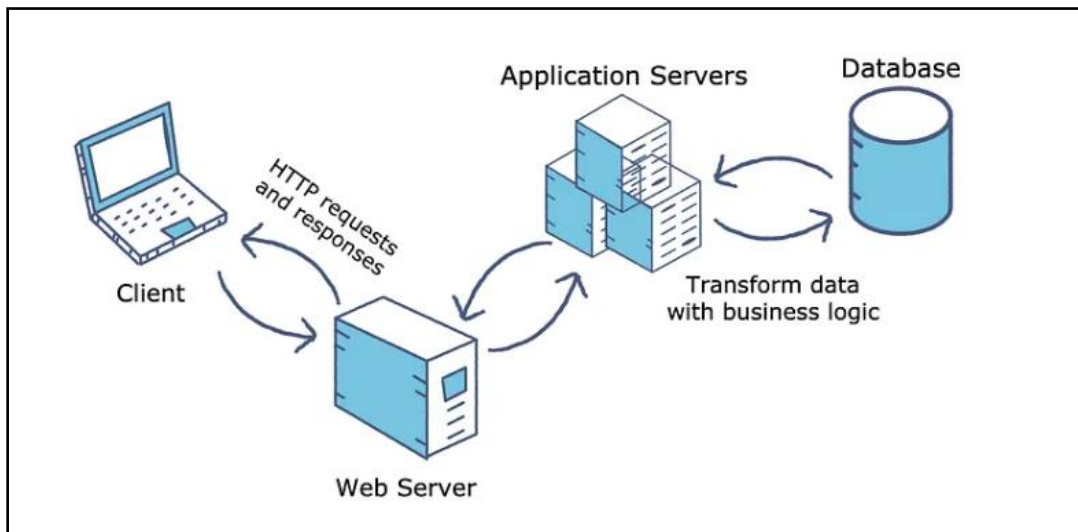 Application Servers
Database
HTTP requests
and responses
Client
Transform data
with business logic
Web Server